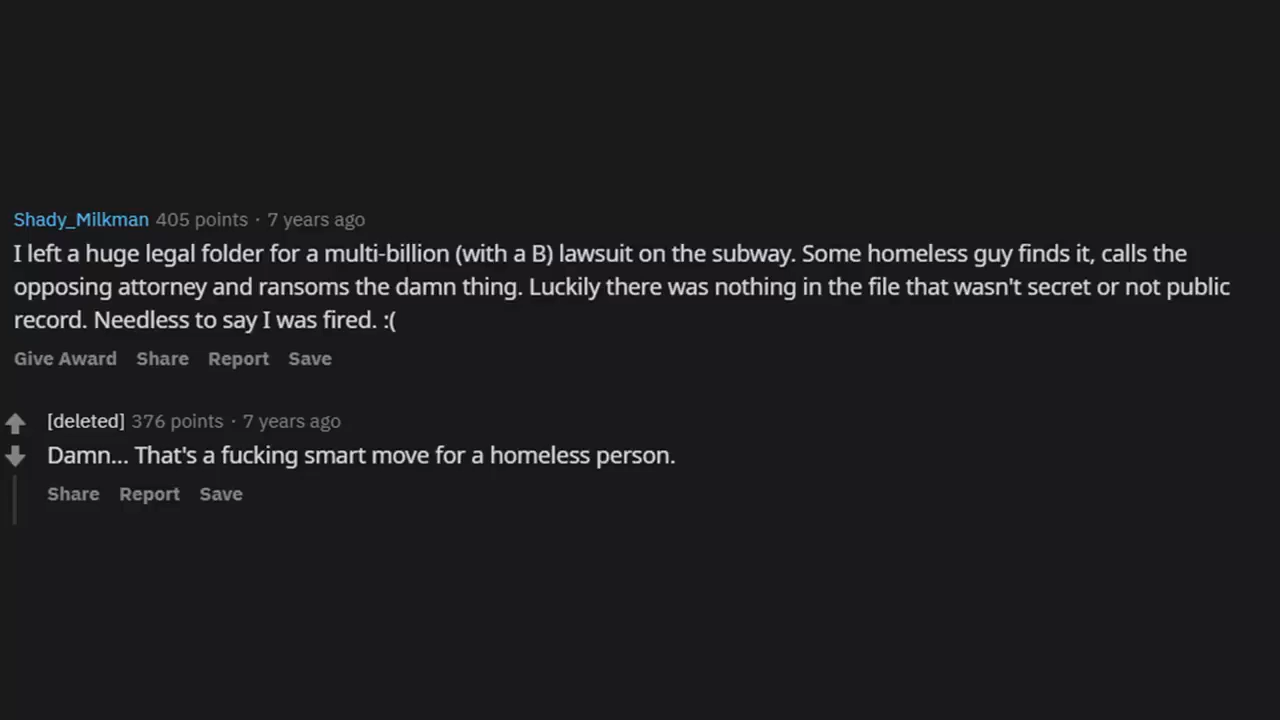 Shady_Milkman 405 points · 7 years ago
I left a huge legal folder for a multi-billion (with a B) lawsuit on the subway. Some homeless guy finds it, calls the
opposing attorney and ransoms the damn thing. Luckily there was nothing in the file that wasn't secret or not public
record. Needless to say I was fired. :(
Give Award Share Report Save
[deleted] 376 points · 7 years ago
Damn... That's a fucking smart move for a homeless person.
Share Report Save